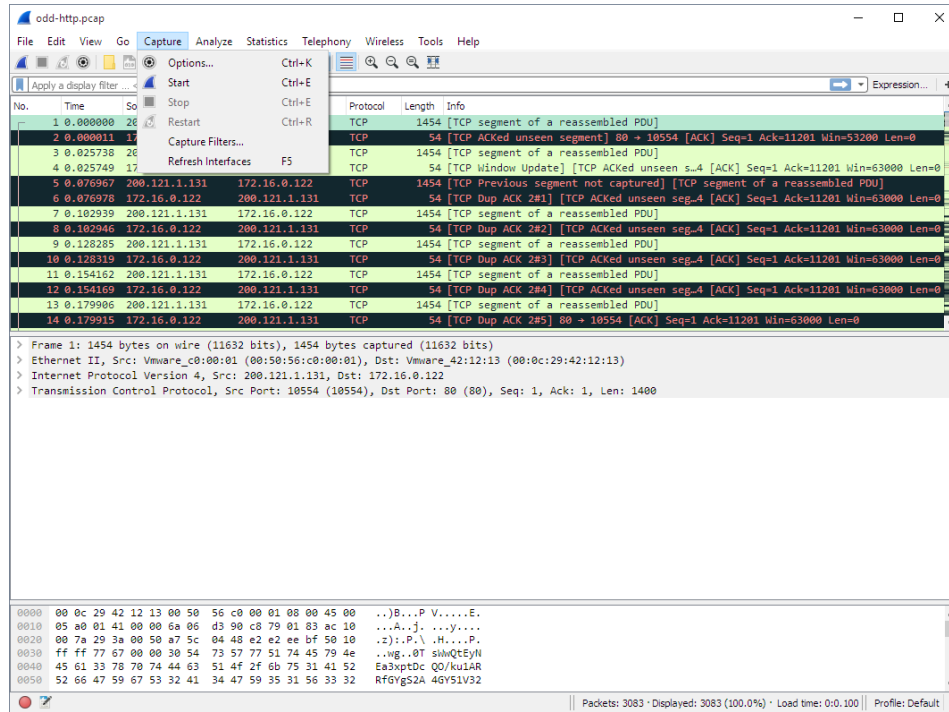 odd-http.pcap
File Edit View Go Capture Analyze Statistics Telephony Wireless Tools Help
Options... Ctrl+K
Apply a display filter ... < Start Ctrl+E Expression... +
Stop Ctrl+E
No. Time So Protocol Length Info
Restart Ctrl+R
1 0.000000 20 TCP 1454 [TCP segment of a reassembled PDU]
2 0.000011 17 Capture Filters... TCP 54 [TCP ACKed unseen segment] 80 → 10554 [ACK] Seq=1 Ack=11201 Win=53200 Len=0
3 0.025738 20 Refresh Interfaces F5 TCP 1454 [TCP segment of a reassembled PDU]
4 0.025749 17 TCP 54 [TCP Window Update] [TCP ACKed unseen s…4 [ACK] Seq=1 Ack=11201 Win=63000 Len=0
5 0.076967 200.121.1.131 172.16.0.122 TCP 1454 [TCP Previous segment not captured] [TCP segment of a reassembled PDU]
6 0.076978 172.16.0.122 200.121.1.131 TCP 54 [TCP Dup ACK 2#1] [TCP ACKed unseen seg…4 [ACK] Seq=1 Ack=11201 Win=63000 Len=0
7 0.102939 200.121.1.131 172.16.0.122 TCP 1454 [TCP segment of a reassembled PDU]
8 0.102946 172.16.0.122 200.121.1.131 TCP 54 [TCP Dup ACK 2#2] [TCP ACKed unseen seg…4 [ACK] Seq=1 Ack=11201 Win=63000 Len=0
9 0.128285 200.121.1.131 172.16.0.122 TCP 1454 [TCP segment of a reassembled PDU]
10 0.128319 172.16.0.122 200.121.1.131 TCP 54 [TCP Dup ACK 2#3] [TCP ACKed unseen seg…4 [ACK] Seq=1 Ack=11201 Win=63000 Len=0
11 0.154162 200.121.1.131 172.16.0.122 TCP 1454 [TCP segment of a reassembled PDU]
12 0.154169 172.16.0.122 200.121.1.131 TCP 54 [TCP Dup ACK 2#4] [TCP ACKed unseen seg…4 [ACK] Seq=1 Ack=11201 Win=63000 Len=0
13 0.179906 200.121.1.131 172.16.0.122 TCP 1454 [TCP segment of a reassembled PDU]
14 0.179915 172.16.0.122 200.121.1.131 TCP 54 [TCP Dup ACK 2#5] 80 → 10554 [ACK] Seq=1 Ack=11201 Win=63000 Len=0
> Frame 1: 1454 bytes on wire (11632 bits), 1454 bytes captured (11632 bits)
> Ethernet II, Src: Vmware_c0:00:01 (00:50:56:c0:00:01), Dst: Vmware_42:12:13 (00:0c:29:42:12:13)
> Internet Protocol Version 4, Src: 200.121.1.131, Dst: 172.16.0.122
> Transmission Control Protocol, Src Port: 10554 (10554), Dst Port: 80 (80), Seq: 1, Ack: 1, Len: 1400
0000 00 0c 29 42 12 13 00 50 56 c0 00 01 08 00 45 00 ..)B...P V.....E.
0010 05 a0 01 41 00 00 6a 06 d3 90 c8 79 01 83 ac 10 ...A..j. ...y....
0020 00 7a 29 3a 00 50 a7 5c 04 48 e2 e2 ee bf 50 10 .z):.P.\ .H....P.
0030 ff ff 77 67 00 00 30 54 73 57 77 51 74 45 79 4e ..wg..0T sWwQtEyN
0040 45 61 33 78 70 74 44 63 51 4f 2f 6b 75 31 41 52 Ea3xptDc QO/ku1AR
0050 52 66 47 59 67 53 32 41 34 47 59 35 31 56 33 32 RfGYgS2A 4GY51V32
Packets: 3083 · Displayed: 3083 (100.0%) · Load time: 0:0.100 Profile: Default